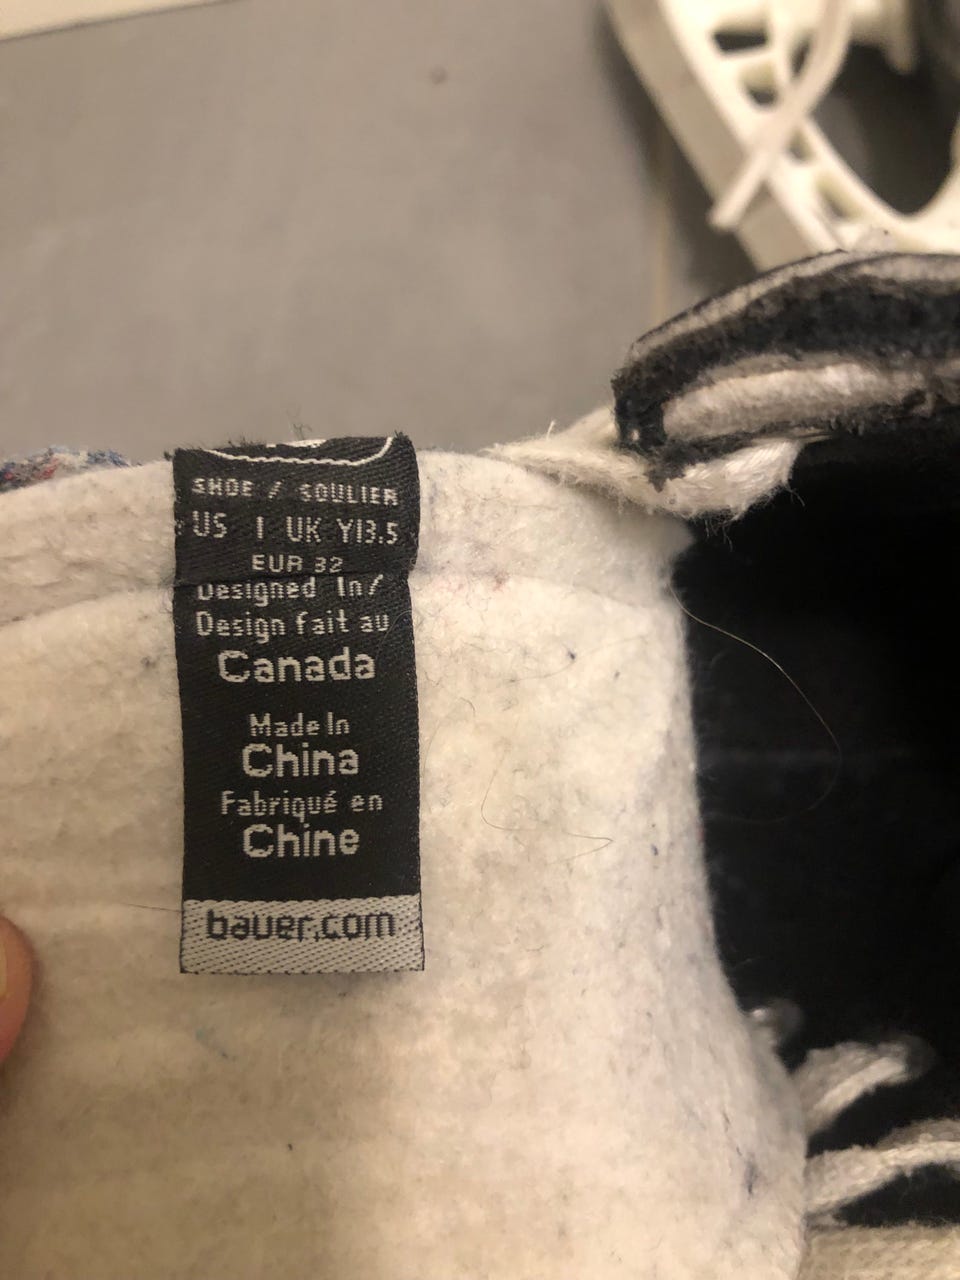 SHOE / SOULIER
US 1 UK Y13.5
EUR 32
Designed In/
Design fait au
Canada
Made In
China
Fabriqué en
Chine
bauer.com